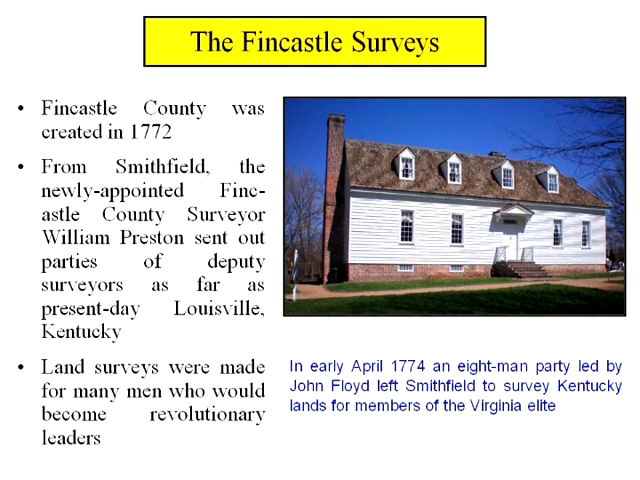 The Fincastle Surveys
• Fincastle County was
created in 1772
• From Smithfield, the
newly-appointed Finc-
astle County Surveyor
William Preston sent out
parties of deputy
surveyors as far as
present-day Louisville,
Kentucky
• Land surveys were made
for many men who would
become revolutionary
leaders
In early April 1774 an eight-man party led by
John Floyd left Smithfield to survey Kentucky
lands for members of the Virginia elite